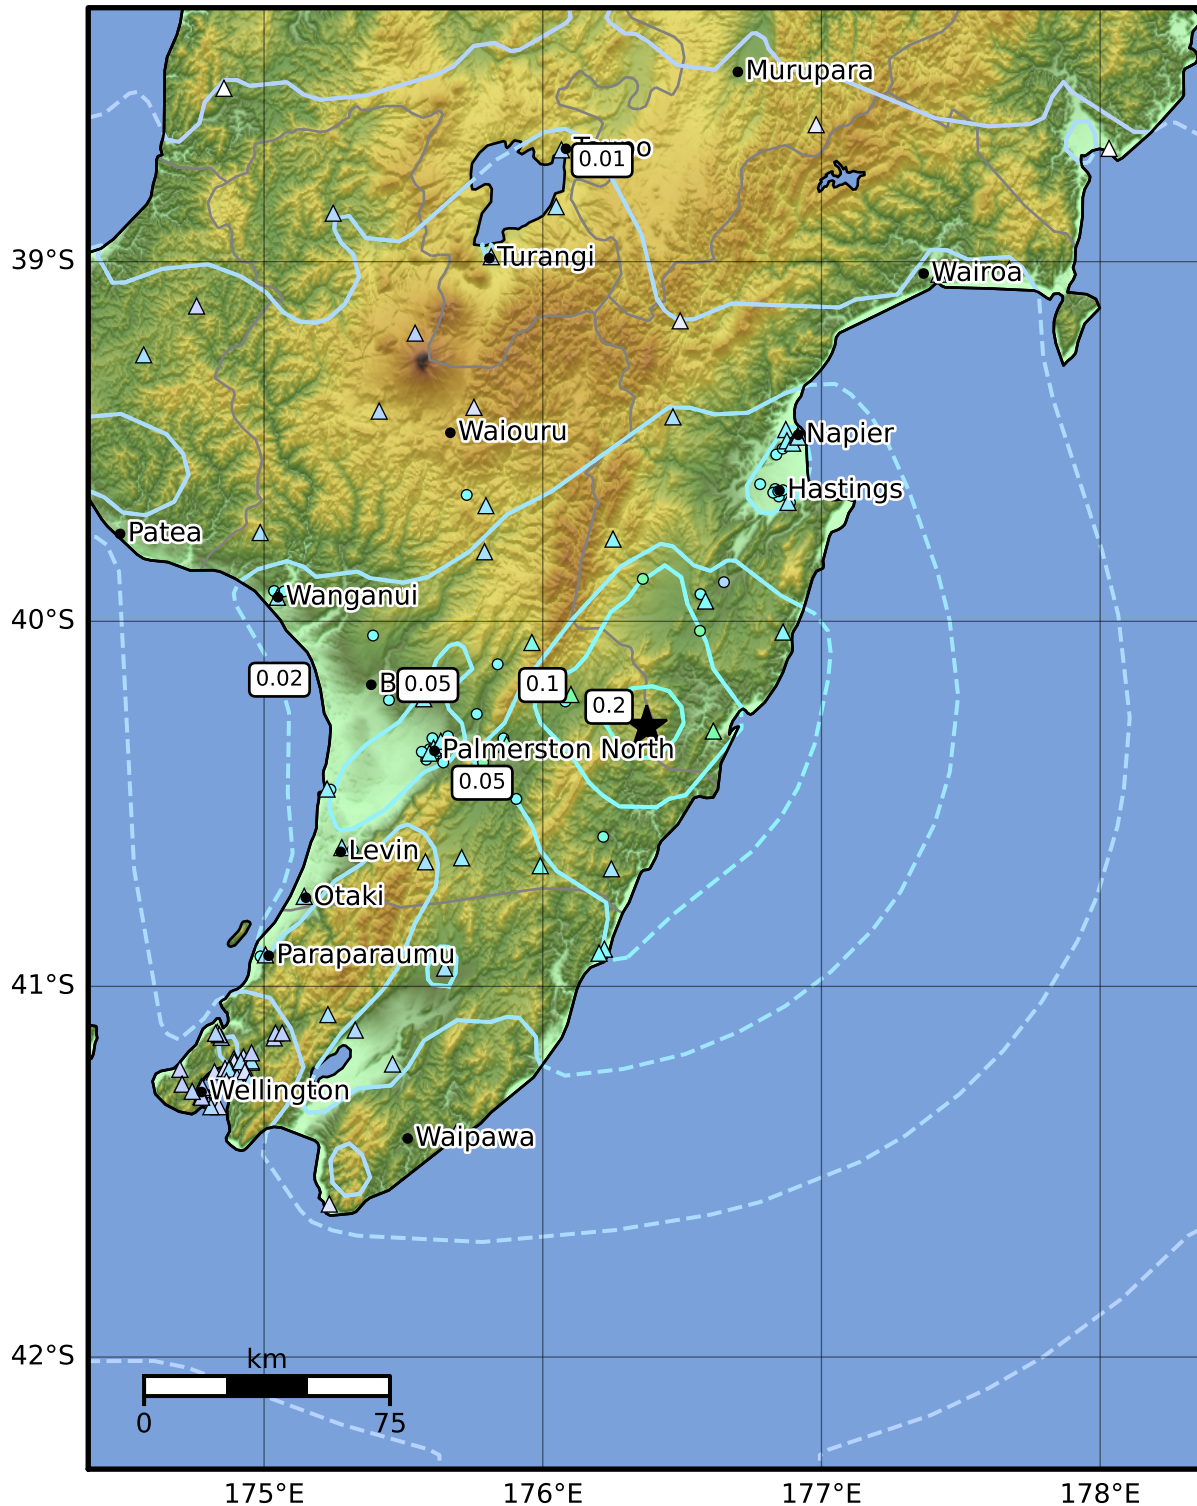 Murupara
0.01
39°S
Turangi
Wairoa
Waiouru
Napier
Hastings
Patea
Wanganui
40°S
0.02
B
0.05
0.1
0.2
Palmerston North
0.05
Levin
Otaki
Paraparaumu
41°S
Wellington
Waipawa
42°S
km
0
75
175°E
176°E
177°E
178°E